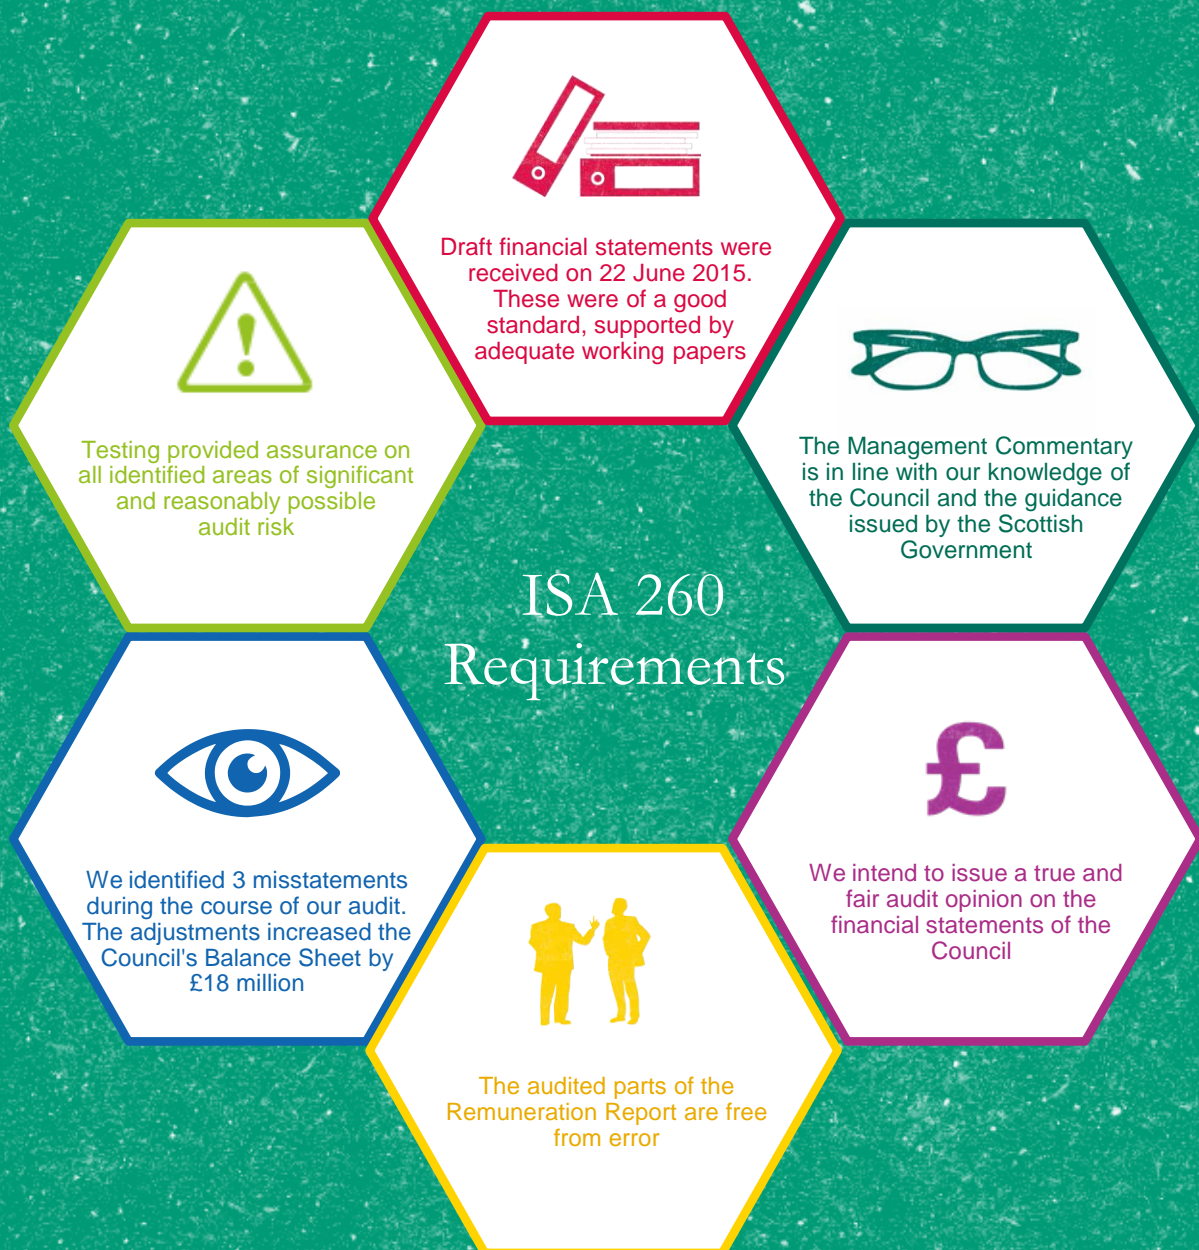 Draft financial statements were
received on 22 June 2015.
These were of a good
standard, supported by
adequate working papers
Testing provided assurance on
all identified areas of significant
and reasonably possible
audit risk
The Management Commentary
is in line with our knowledge of
the Council and the guidance
issued by the Scottish
Government
ISA 260
Requirements
We identified 3 misstatements
during the course of our audit.
The adjustments increased the
Council's Balance Sheet by
£18 million
£
We intend to issue a true and
fair audit opinion on the
financial statements of the
Council
The audited parts of the
Remuneration Report are free
from error